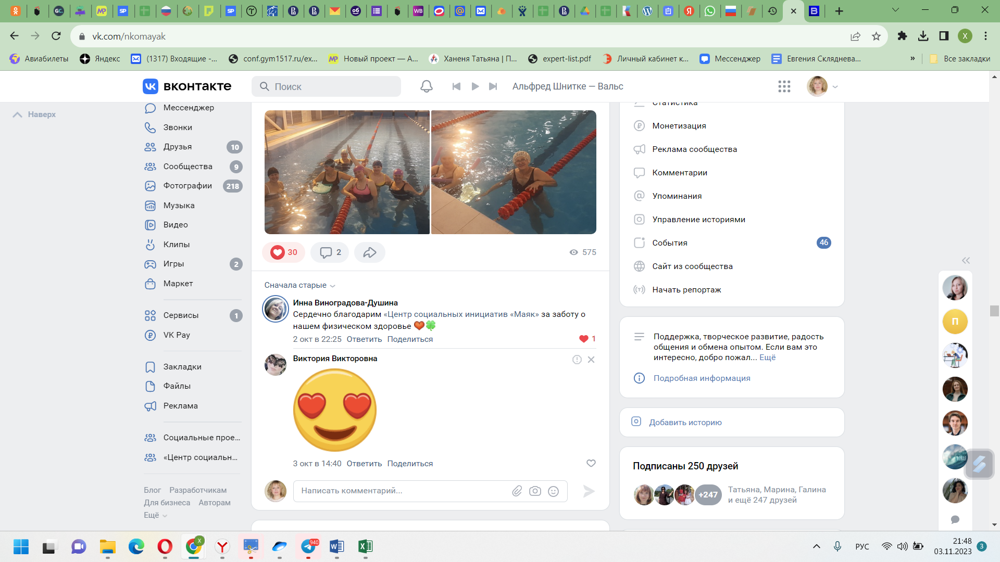 vk.com/nkomayak
X
Авиабилеты
Яндекс
(1317) Входящие -...
conf.gym1517.ru/ex...
Новый проект — А...
Ханеня Татьяна | П...
expert-list.pdf
Личный кабинет к...
Мессенджер
Евгения Скляднева...
»
Все закладки
вконтакте
Поиск
Альфред Шнитке — Вальс
Наверх
Мессенджер
Звонки
Друзья 10
Сообщества 9
Фотографии 218
Музыка
Видео
Клипы
Игры 2
Маркет
Сервисы 1
VK Pay
Закладки
Файлы
Реклама
Социальные прое...
«Центр социальн...
Блог Разработчикам
Для бизнеса Авторам
Ещё
30 2 575
Сначала старые
Инна Виноградова-Душина
Сердечно благодарим «Центр социальных инициатив «Маяк» за заботу о
нашем физическом здоровье
2 окт в 22:25 Ответить Поделиться 1
Виктория Викторовна
3 окт в 14:40 Ответить Поделиться
Написать комментарий...
Статистика
Монетизация
Реклама сообщества
Комментарии
Упоминания
Управление историями
События 46
Сайт из сообщества
Начать репортаж
Поддержка, творческое развитие, радость
общения и обмена опытом. Если вам это
интересно, добро пожал... Ещё
Подробная информация
Добавить историю
Подписаны 250 друзей
+247
Татьяна, Марина, Галина
и ещё 247 друзей
П
940
РУС
21:48
03.11.2023
3